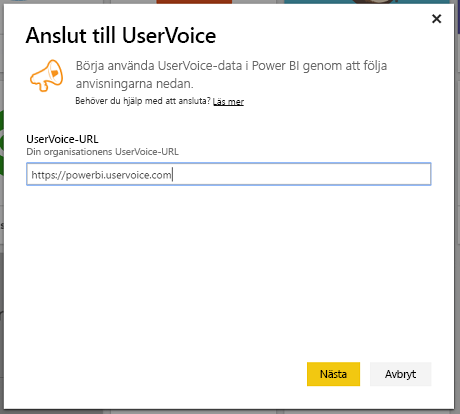 Anslut till UserVoice
Börja använda UserVoice-data i Power BI genom att följa
anvisningarna nedan.
Behöver du hjälp med att ansluta? Läs mer
UserVoice-URL
Din organisationens UserVoice-URL
https://powerbi.uservoice.com
Nästa
Avbryt